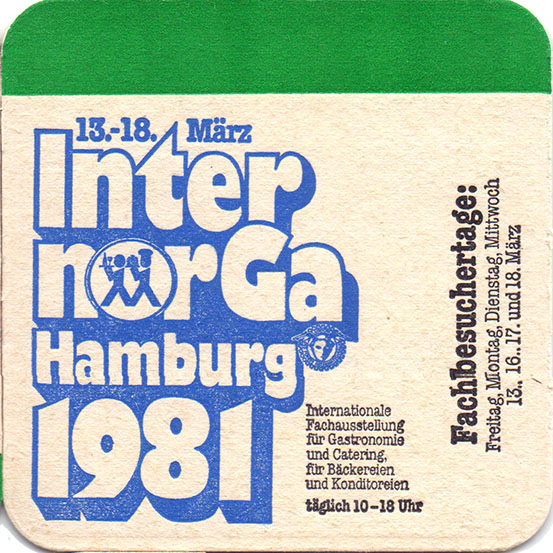 13.-18. März
Inter
norGa
Hamburg
1981
Internationale
Fachausstellung
für Gastronomie
und Catering,
für Bäckereien
und Konditoreien
täglich 10-18 Uhr
Fachbesuchertage:
Freitag, Montag, Dienstag, Mittwoch
13., 16., 17. und 18. März